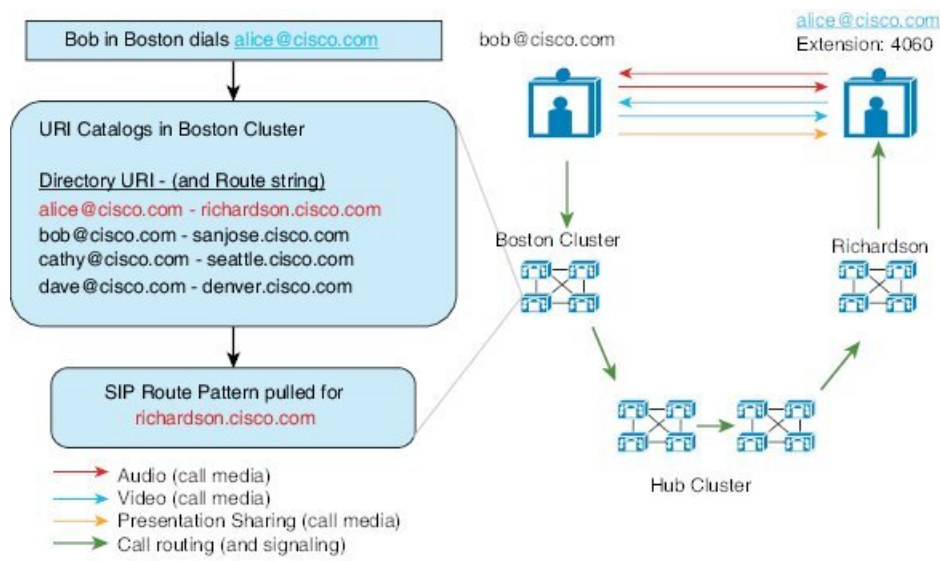 Bob in Boston dials alice@cisco.com
URI Catalogs in Boston Cluster
Directory URI - (and Route string)
alice@cisco.com - richardson.cisco.com
bob@cisco.com - sanjose.cisco.com
cathy@cisco.com - seattle.cisco.com
dave@cisco.com - denver.cisco.com
SIP Route Pattern pulled for
richardson.cisco.com
Audio (call media)
Video (call media)
Presentation Sharing (call media)
Call routing (and signaling)
bob@cisco.com
alice@cisco.com
Extension: 4060
Boston Cluster
Richardson
Hub Cluster